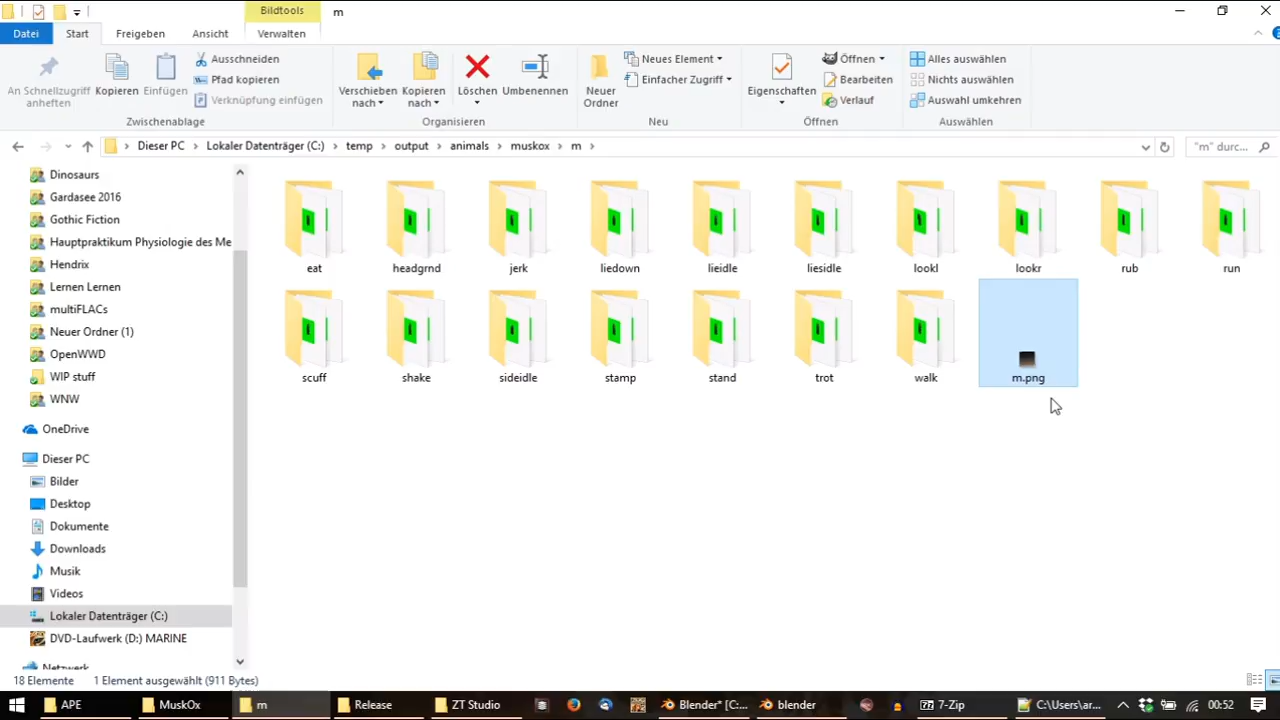 Bildtools
m
Datei
Start
Freigeben
Ansicht
Verwalten
An Schnellzugriff
anheften
Kopieren
Einfügen
Ausschneiden
Pfad kopieren
Verknüpfung einfügen
Zwischenablage
Verschieben
nach
Kopieren
nach
Löschen
Umbenennen
Organisieren
Neuer
Ordner
Neues Element
Einfacher Zugriff
Neu
Eigenschaften
Öffnen
Bearbeiten
Verlauf
Öffnen
Alles auswählen
Nichts auswählen
Auswahl umkehren
Auswählen
Dieser PC > Lokaler Datenträger (C:) > temp > output > animals > muskox > m >
"m" durc...
Dinosaurs
Gardasee 2016
Gothic Fiction
Hauptpraktikum Physiologie des Me
Hendrix
Lernen Lernen
multiFLACs
Neuer Ordner (1)
OpenWWD
WIP stuff
WNW
OneDrive
Dieser PC
Bilder
Desktop
Dokumente
Downloads
Musik
Videos
Lokaler Datenträger (C:)
DVD-Laufwerk (D:) MARINE
Netzwerk
eat
headgrnd
jerk
liedown
lieidle
liesidle
lookl
lookr
rub
run
scuff
shake
sideidle
stamp
stand
trot
walk
m.png
18 Elemente
1 Element ausgewählt (911 Bytes)
APE
MuskOx
m
Release
ZT Studio
Blender* [C:...
blender
7-Zip
C:\Users\ar...
00:52